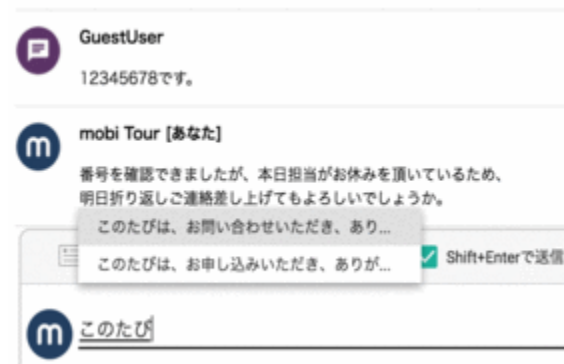 GuestUser
12345678です。
m
mobi Tour [あなた]
番号を確認できましたが、本日担当がお休みを頂いているため、
明日折り返しご連絡差し上げてもよろしいでしょうか。
このたびは、お問い合わせいただき、あり...
このたびは、お申し込みいただき、ありが...
Shift+Enterで送信
m
このたび